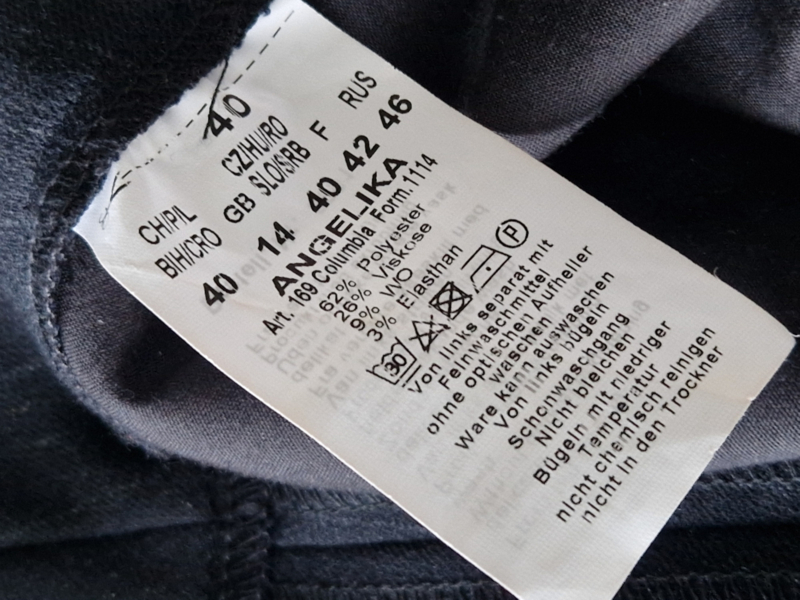 40
CH/P/L CZ/HU/RO
BIH/CRO GB SLO/SRB F RUS
40 14 40 42 46
ANGELIKA
Art. 169 Columbia Form.1114
62% Polyester
26% Viskose
9% WO
3% Elasthan
30 P
Von links separat mit
Feinwaschmittel
ohne optischen Aufheller
waschen
Ware kann auswaschen
Von links bügeln
Schonwaschgang
Nicht bleichen
Bügeln mit niedriger
Temperatur
nicht chemisch reinigen
nicht in den Trockner